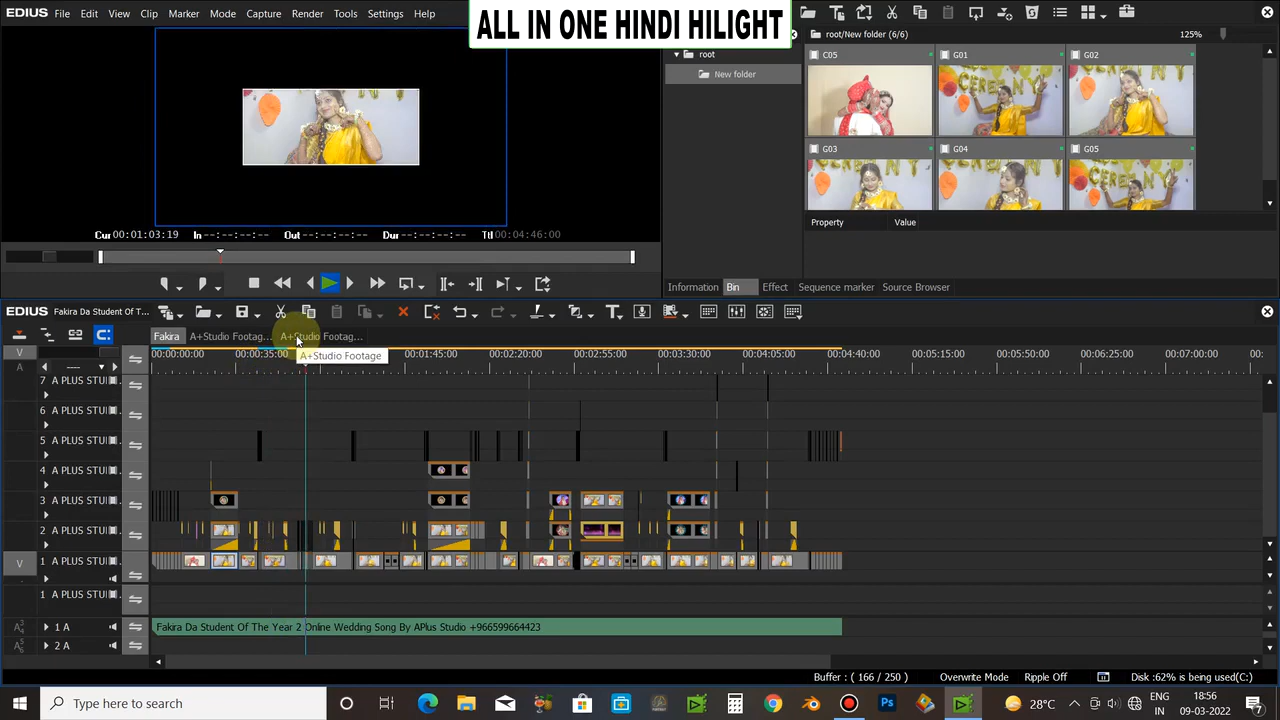 EDIUS File Edit View Clip Marker Mode Capture Render Tools Settings Help
ALL IN ONE HINDI HILIGHT
root
New folder
root/New folder (6/6) 125%
C05 G01 G02
G03 G04 G05
Property Value
Cur 00:01:03:19 In --:--:--:-- Out --:--:--:-- Dur --:--:--:-- Ttl 00:04:46:00
Information Bin Effect Sequence marker Source Browser
EDIUS Fakira Da Student Of T...
Fakira A+Studio Footag... A+Studio Footag...
A+Studio Footage
00:00:00:00 00:00:35:00 00:01:45:00 00:02:20:00 00:02:55:00 00:03:30:00 00:04:05:00 00:04:40:00 00:05:15:00 00:05:50:00 00:06:25:00 00:07:00:00 00:
V
A
7 A PLUS STUI
6 A PLUS STUI
5 A PLUS STUI
4 A PLUS STUI
3 A PLUS STUI
2 A PLUS STUI
V 1 A PLUS STUI
1 A PLUS STUI
1 A Fakira Da Student Of The Year 2 Online Wedding Song By APlus Studio +966599664423
2 A
Buffer : ( 166 / 250 ) Overwrite Mode Ripple Off Disk :62% is being used(C:)
Type here to search
Ps
28°C
ENG
IN
18:56
09-03-2022